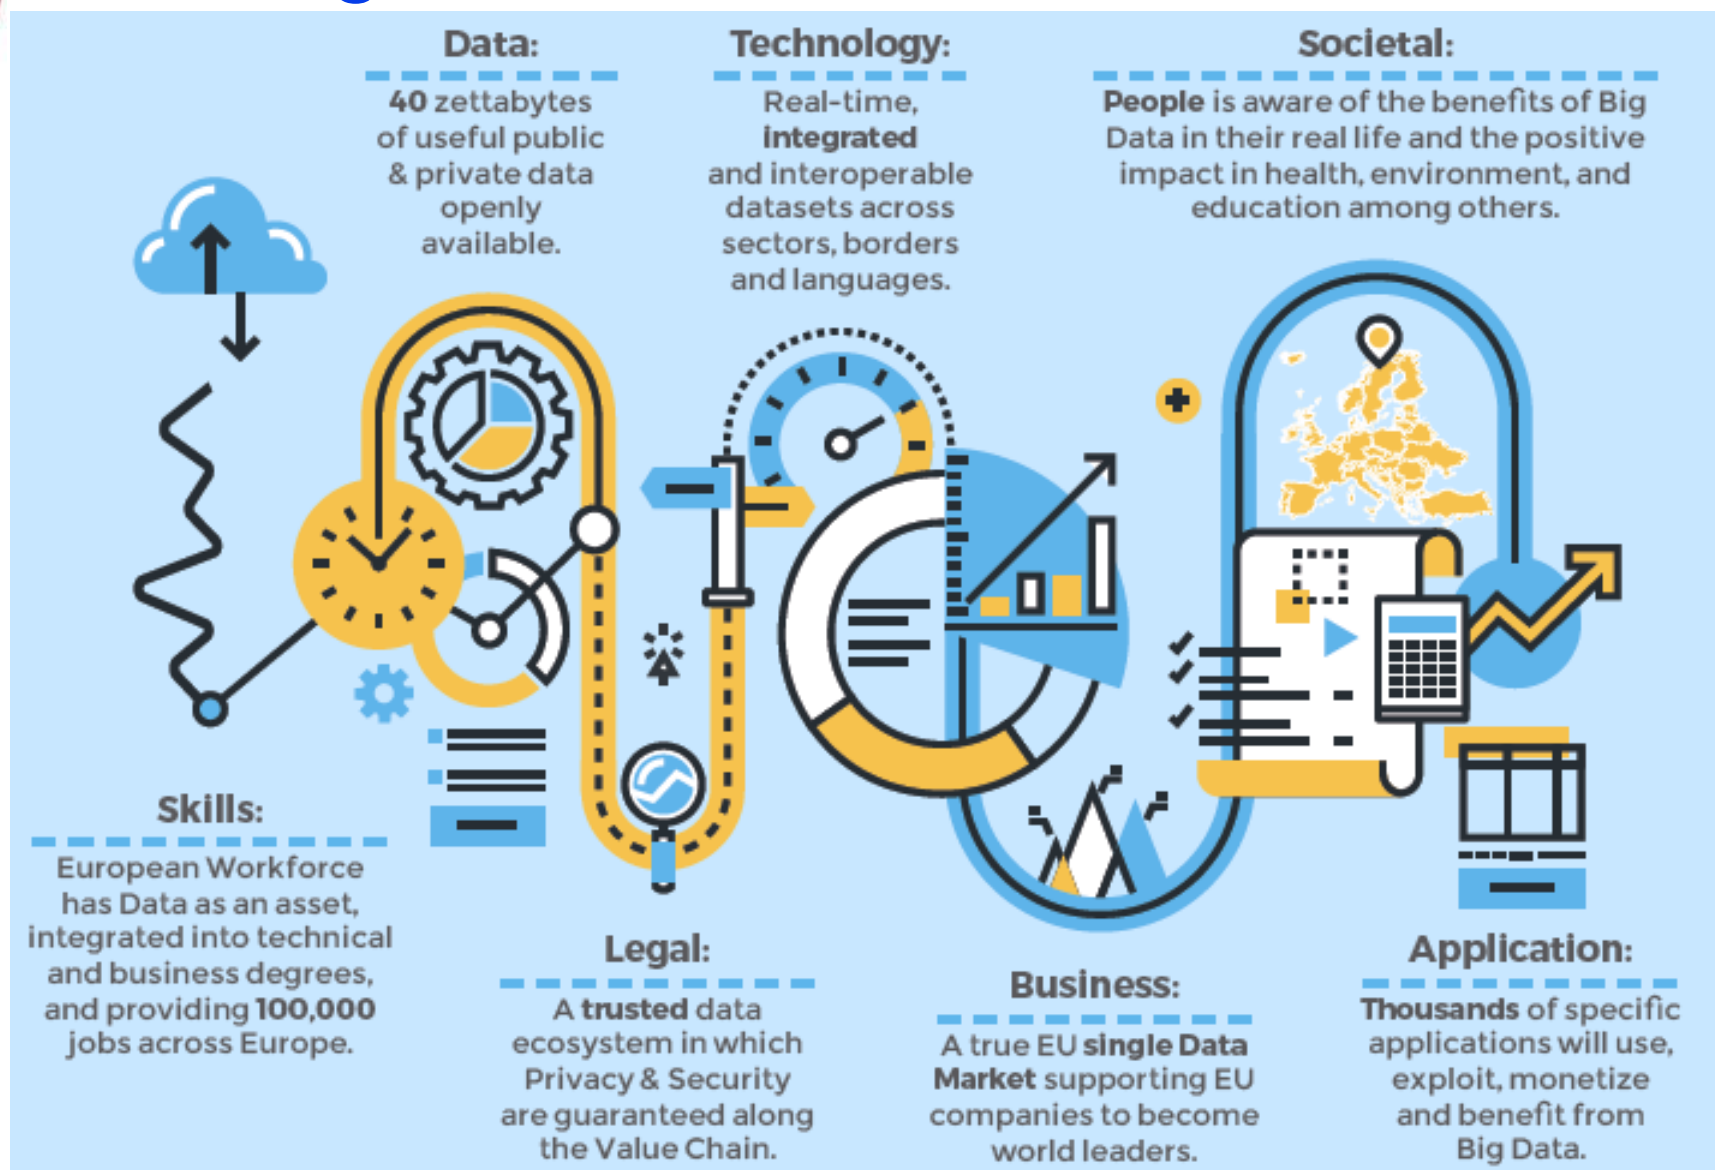 Data:
40 zettabytes
of useful public
& private data
openly
available.
Technology:
Real-time,
integrated
and interoperable
datasets across
sectors, borders
and languages.
Societal:
People is aware of the benefits of Big
Data in their real life and the positive
impact in health, environment, and
education among others.
Skills:
European Workforce
has Data as an asset,
integrated into technical
and business degrees,
and providing 100,000
jobs across Europe.
Legal:
A trusted data
ecosystem in which
Privacy & Security
are guaranteed along
the Value Chain.
Business:
A true EU single Data
Market supporting EU
companies to become
world leaders.
Application:
Thousands of specific
applications will use,
exploit, monetize
and benefit from
Big Data.